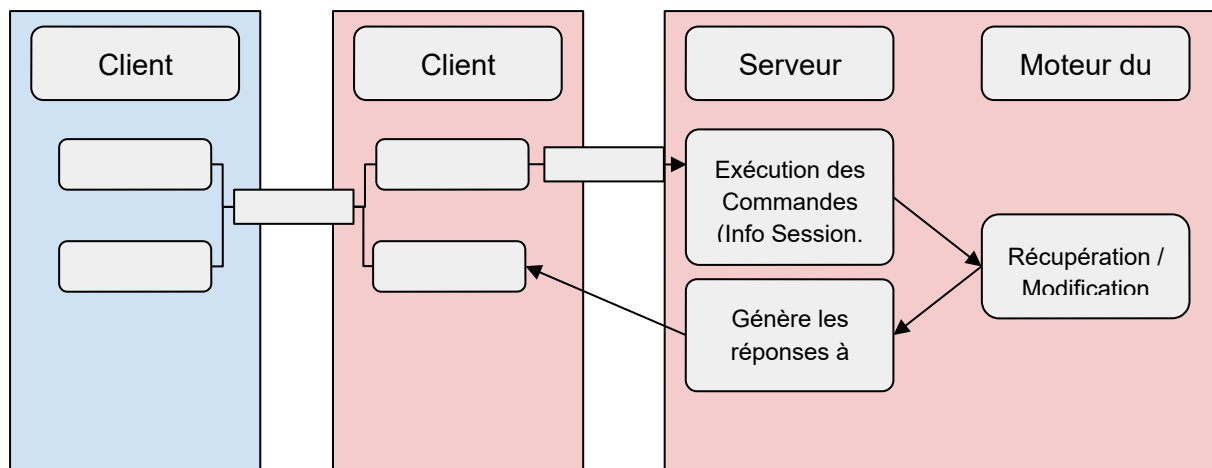 Client
Client
Serveur
Moteur du
Exécution des
Commandes
(Info Session,
Récupération /
Modification
Génère les
réponses à